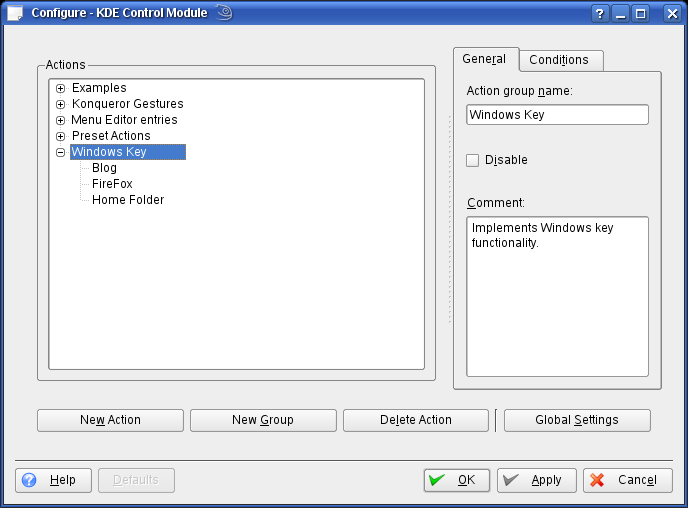 Configure - KDE Control Module
?
Actions
Examples
Konqueror Gestures
Menu Editor entries
Preset Actions
Windows Key
Blog
FireFox
Home Folder
General
Conditions
Action group name:
Windows Key
Disable
Comment:
Implements Windows key
functionality.
New Action
New Group
Delete Action
Global Settings
? Help
Defaults
OK
Apply
Cancel